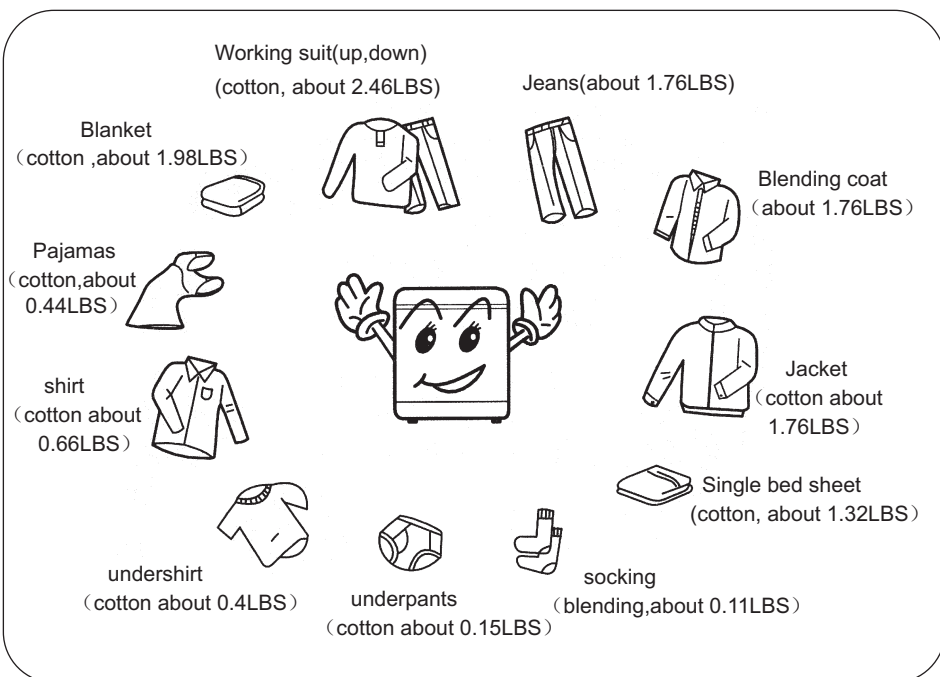 Working suit(up,down)
(cotton, about 2.46LBS)
Jeans(about 1.76LBS)
Blanket
（cotton ,about 1.98LBS）
Blending coat
（about 1.76LBS）
Pajamas
（cotton,about
0.44LBS）
Jacket
（cotton about
1.76LBS）
shirt
（cotton about
0.66LBS）
Single bed sheet
(cotton, about 1.32LBS）
undershirt
（cotton about 0.4LBS）
underpants
（cotton about 0.15LBS）
socking
（blending,about 0.11LBS）